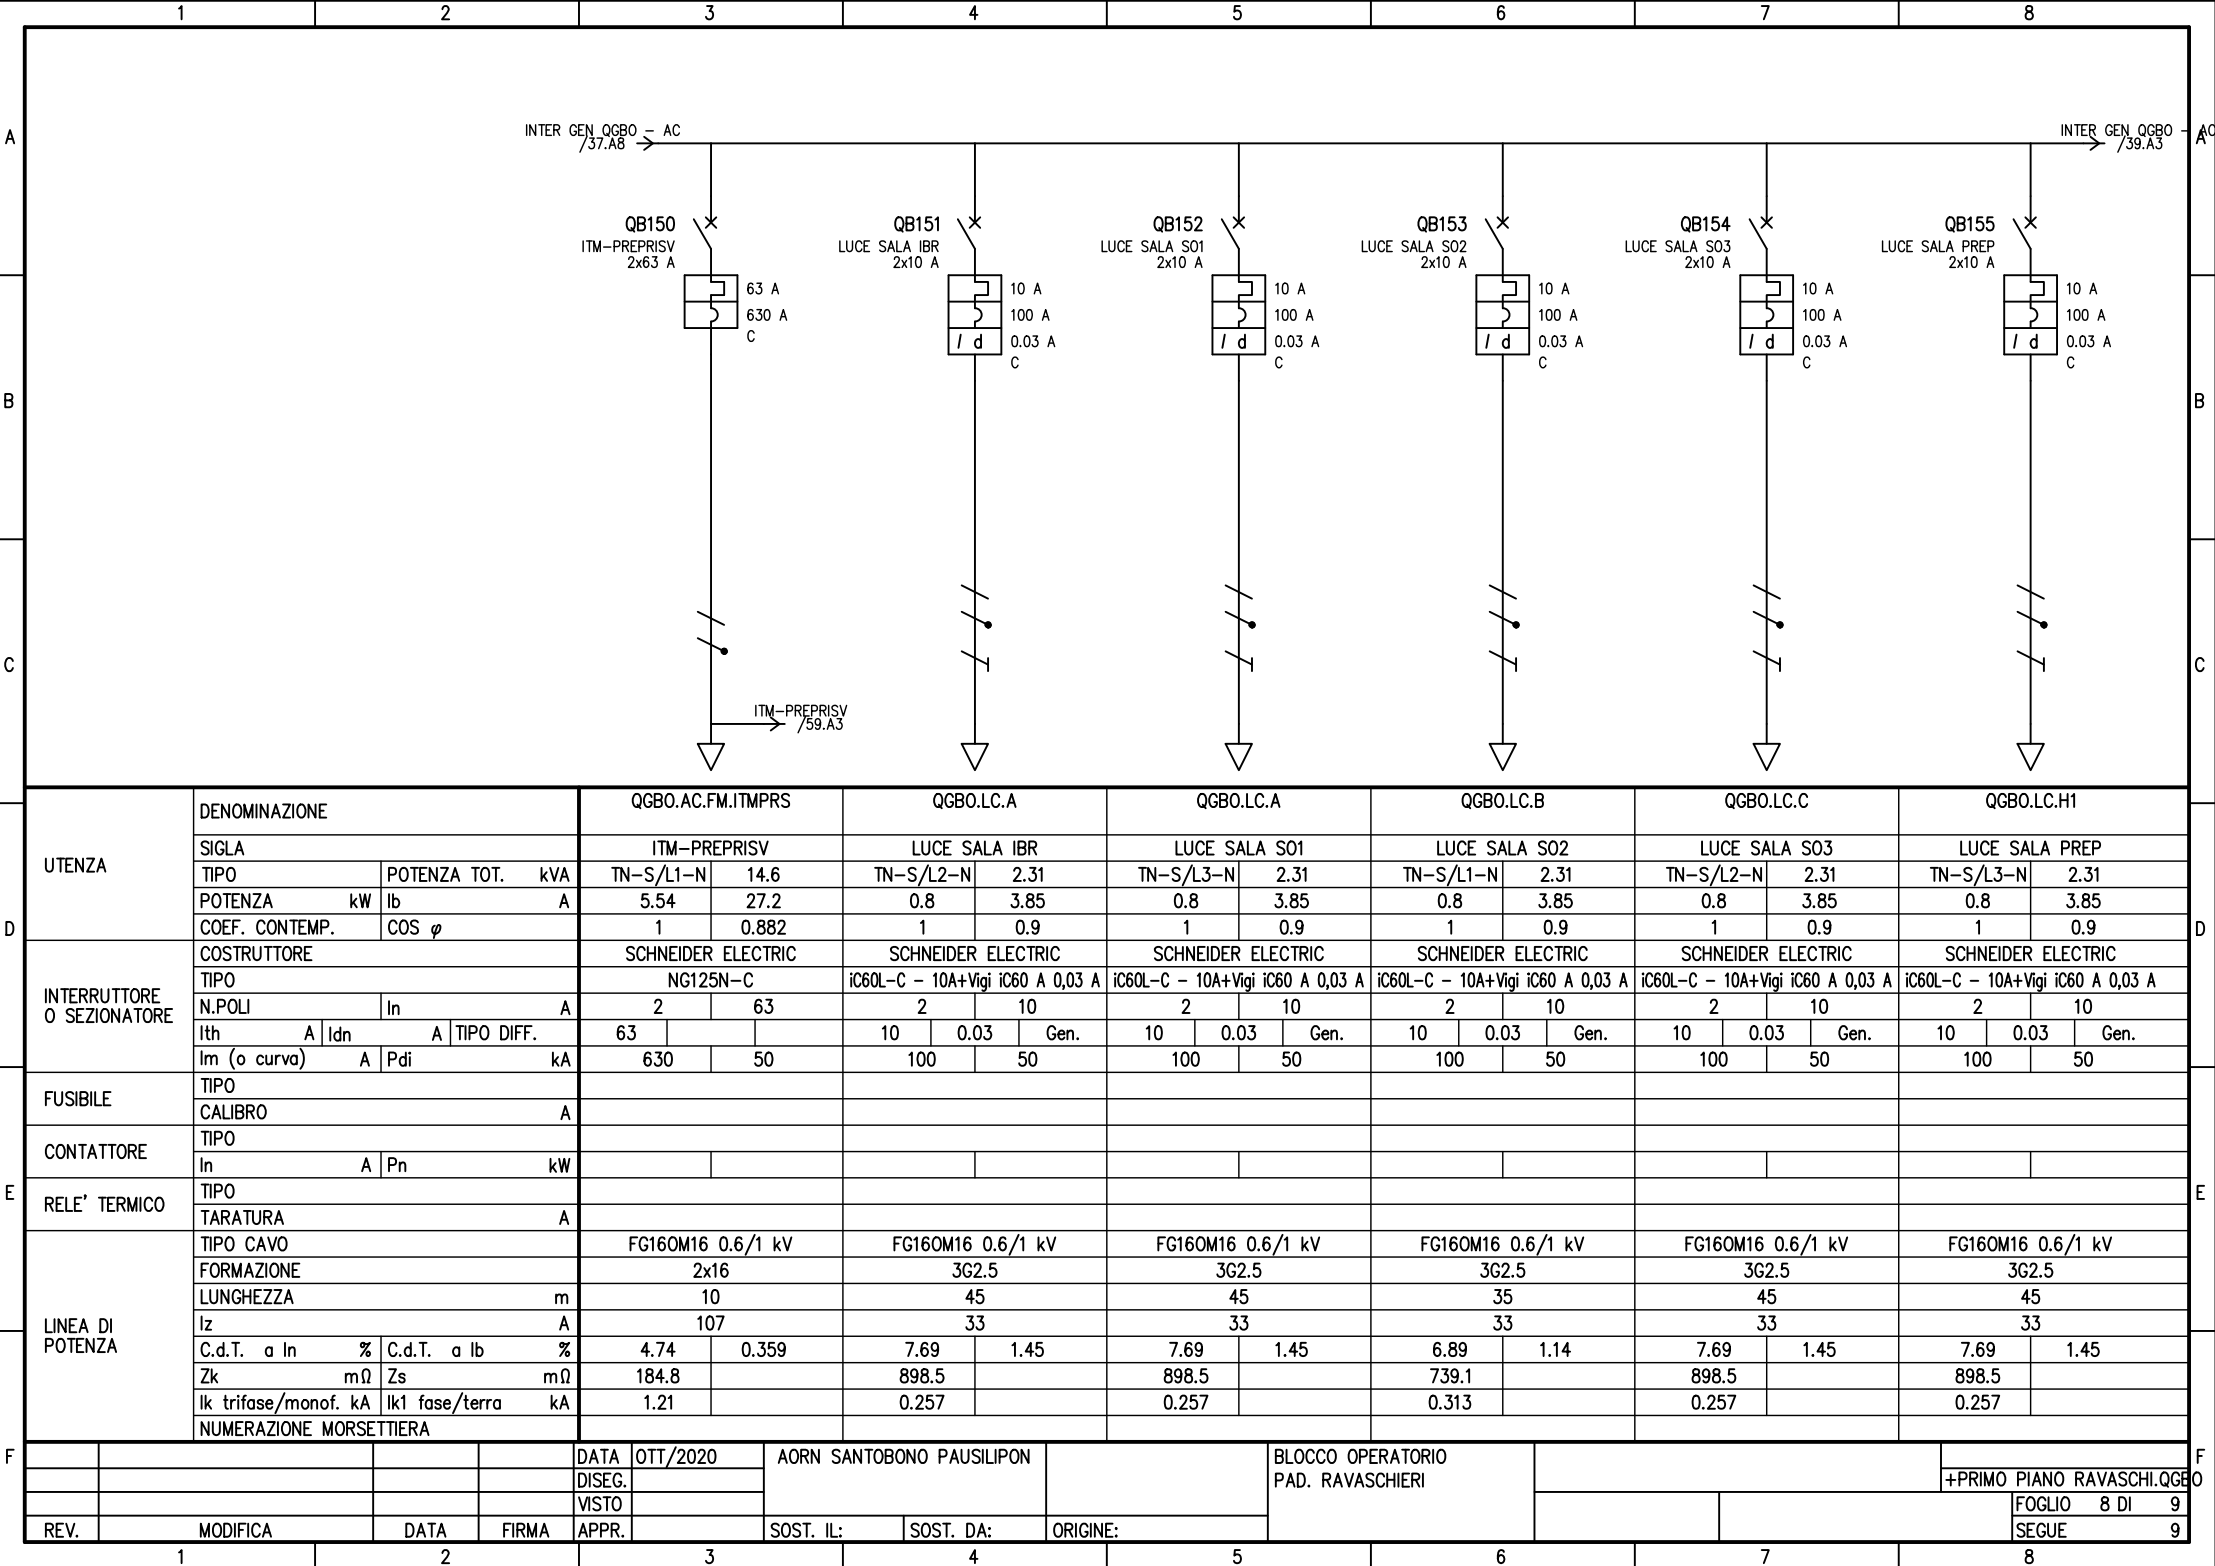 1 2 3 4 5 6 7 8
A A
INTER GEN QGBO - AC
/37.A8
INTER GEN QGBO - AC
/39.A3
QB150 QB151 QB152 QB153 QB154 QB155
ITM-PREPRISV LUCE SALA IBR LUCE SALA SO1 LUCE SALA SO2 LUCE SALA SO3 LUCE SALA PREP
2x63 A 2x10 A 2x10 A 2x10 A 2x10 A 2x10 A
63 A 10 A 10 A 10 A 10 A 10 A
630 A 100 A 100 A 100 A 100 A 100 A
C I d 0.03 A I d 0.03 A I d 0.03 A I d 0.03 A I d 0.03 A
C C C C C
B B
C C
ITM-PREPRISV
/59.A3
UTENZA
DENOMINAZIONE QGBO.AC.FM.ITMPRS QGBO.LC.A QGBO.LC.A QGBO.LC.B QGBO.LC.C QGBO.LC.H1
SIGLA ITM-PREPRISV LUCE SALA IBR LUCE SALA SO1 LUCE SALA SO2 LUCE SALA SO3 LUCE SALA PREP
TIPO POTENZA TOT. kVA TN-S/L1-N 14.6 TN-S/L2-N 2.31 TN-S/L3-N 2.31 TN-S/L1-N 2.31 TN-S/L2-N 2.31 TN-S/L3-N 2.31
POTENZA kW Ib A 5.54 27.2 0.8 3.85 0.8 3.85 0.8 3.85 0.8 3.85 0.8 3.85
D COEF. CONTEMP. COS φ 1 0.882 1 0.9 1 0.9 1 0.9 1 0.9 1 0.9 D
INTERRUTTORE
O SEZIONATORE
COSTRUTTORE SCHNEIDER ELECTRIC SCHNEIDER ELECTRIC SCHNEIDER ELECTRIC SCHNEIDER ELECTRIC SCHNEIDER ELECTRIC SCHNEIDER ELECTRIC
TIPO NG125N-C iC60L-C - 10A+Vigi iC60 A 0,03 A iC60L-C - 10A+Vigi iC60 A 0,03 A iC60L-C - 10A+Vigi iC60 A 0,03 A iC60L-C - 10A+Vigi iC60 A 0,03 A iC60L-C - 10A+Vigi iC60 A 0,03 A
N.POLI In A 2 63 2 10 2 10 2 10 2 10 2 10
Ith A Idn A TIPO DIFF. 63 10 0.03 Gen. 10 0.03 Gen. 10 0.03 Gen. 10 0.03 Gen. 10 0.03 Gen.
Im (o curva) A Pdi kA 630 50 100 50 100 50 100 50 100 50 100 50
FUSIBILE
TIPO
CALIBRO A
CONTATTORE
TIPO
In A Pn kW
E E
RELE' TERMICO
TIPO
TARATURA A
LINEA DI
POTENZA
TIPO CAVO FG16OM16 0.6/1 kV FG16OM16 0.6/1 kV FG16OM16 0.6/1 kV FG16OM16 0.6/1 kV FG16OM16 0.6/1 kV FG16OM16 0.6/1 kV
FORMAZIONE 2x16 3G2.5 3G2.5 3G2.5 3G2.5 3G2.5
LUNGHEZZA m 10 45 45 35 45 45
Iz A 107 33 33 33 33 33
C.d.T. a In % C.d.T. a Ib % 4.74 0.359 7.69 1.45 7.69 1.45 6.89 1.14 7.69 1.45 7.69 1.45
Zk mΩ Zs mΩ 184.8 898.5 898.5 739.1 898.5 898.5
Ik trifase/monof. kA Ik1 fase/terra kA 1.21 0.257 0.257 0.313 0.257 0.257
NUMERAZIONE MORSETTIERA
F DATA OTT/2020 AORN SANTOBONO PAUSILIPON BLOCCO OPERATORIO F
DISEG. PAD. RAVASCHIERI +PRIMO PIANO RAVASCHI.QGBO
VISTO FOGLIO 8 DI 9
REV. MODIFICA DATA FIRMA APPR. SOST. IL: SOST. DA: ORIGINE: SEGUE 9
1 2 3 4 5 6 7 8